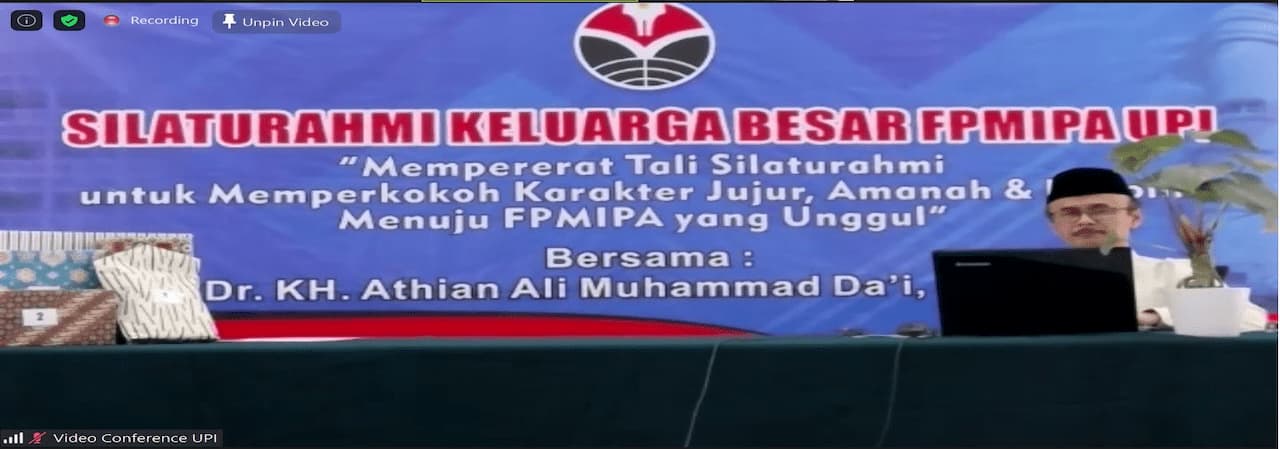 Recording
Unpin Video
SILATURAHMI KELUARGA BESAR FPMIPA UPI
"Mempererat Tali Silaturahmi
untuk Memperkokoh Karakter Jujur, Amanah &
Menuju FPMIPA yang Unggul"
Bersama :
Dr. KH. Athian Ali Muhammad Da'i,
2
Video Conference UPI